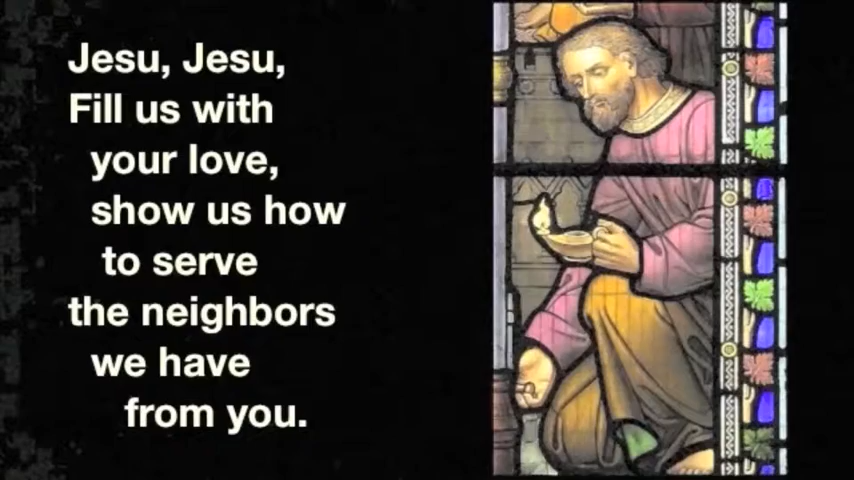 Jesu, Jesu,
Fill us with
your love,
show us how
to serve
the neighbors
we have
from you.